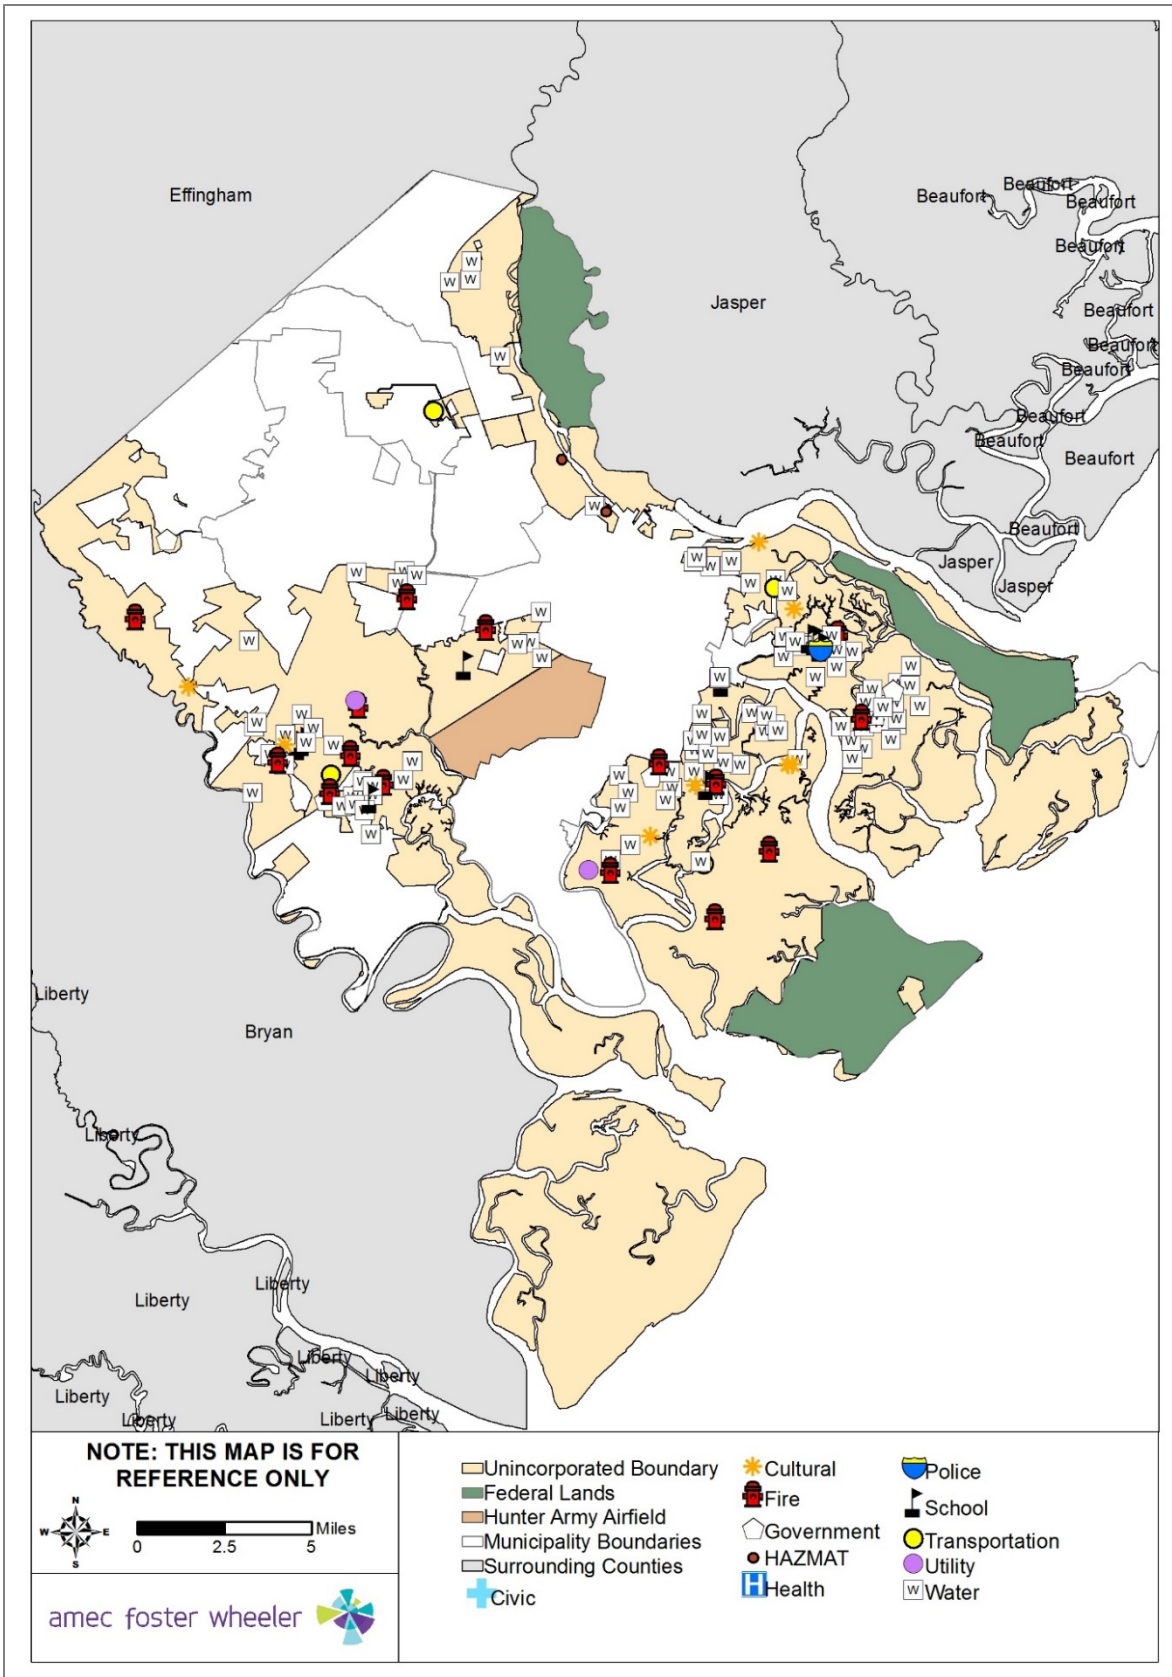 Effingham
Beaufort
Beaufort
Beaufort
Beaufort
Jasper
Beaufort
Beaufort
Beaufort
Beaufort
Beaufort
Beaufort
Beaufort
Jasper
Jasper
Liberty
Bryan
Liberty
Liberty
Liberty
Liberty
Liberty
Liberty
Liberty
Liberty
Liberty
NOTE: THIS MAP IS FOR
REFERENCE ONLY
N
W E
S
Miles
0 2.5 5
amec foster wheeler
Unincorporated Boundary
Federal Lands
Hunter Army Airfield
Municipality Boundaries
Surrounding Counties
Civic
Cultural
Fire
Government
HAZMAT
H Health
Police
School
Transportation
Utility
W Water